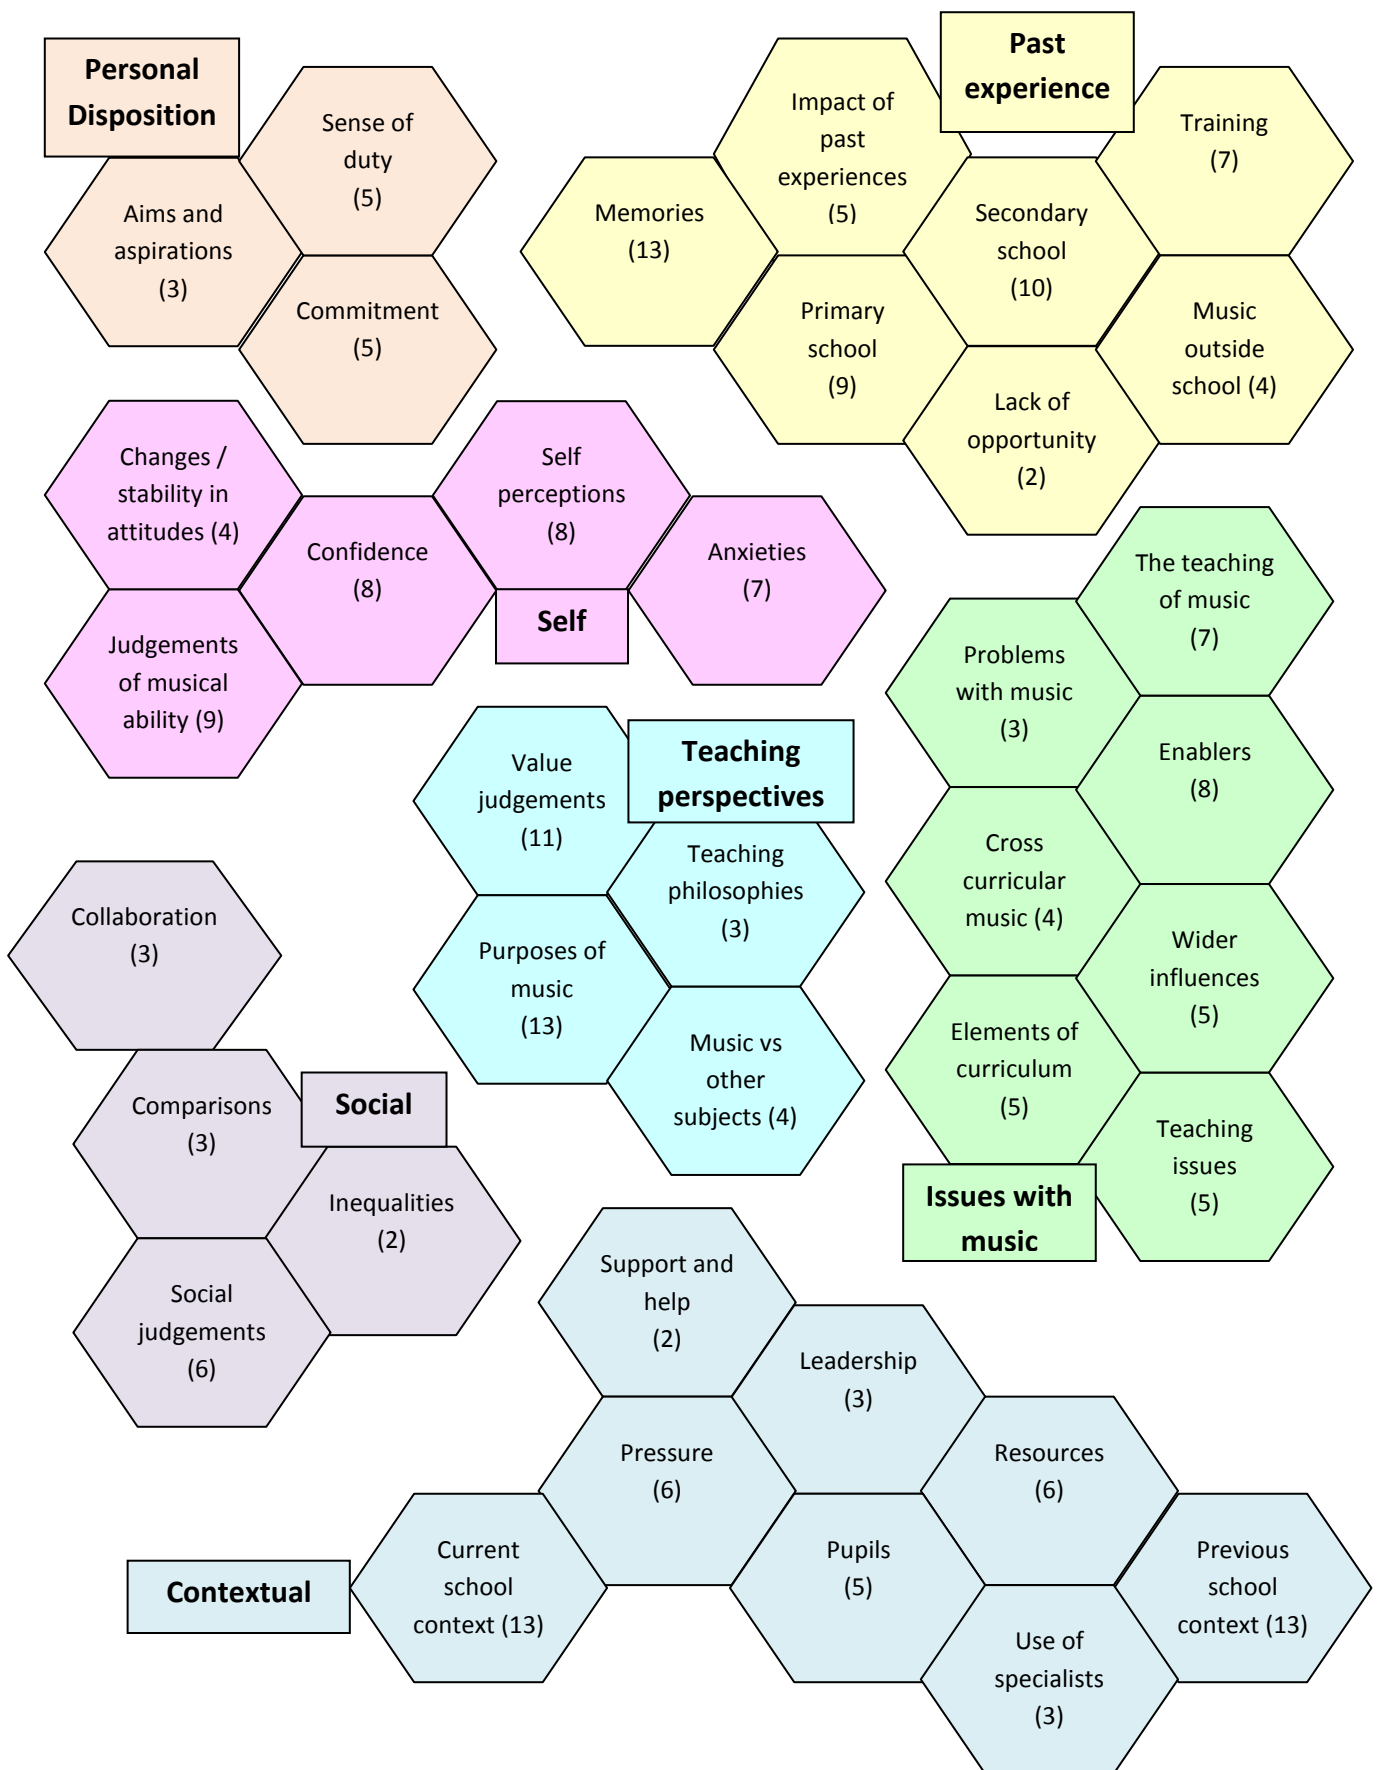 Personal
Disposition
Sense of
duty
(5)
Aims and
aspirations
(3)
Commitment
(5)
Past
experience
Impact of
past
experiences
(5)
Training
(7)
Memories
(13)
Secondary
school
(10)
Primary
school
(9)
Music
outside
school (4)
Lack of
opportunity
(2)
Changes /
stability in
attitudes (4)
Self
perceptions
(8)
Confidence
(8)
Anxieties
(7)
Self
Judgements
of musical
ability (9)
The teaching
of music
(7)
Problems
with music
(3)
Enablers
(8)
Cross
curricular
music (4)
Wider
influences
(5)
Elements of
curriculum
(5)
Teaching
issues
(5)
Issues with
music
Value
judgements
(11)
Teaching
perspectives
Teaching
philosophies
(3)
Purposes of
music
(13)
Music vs
other
subjects (4)
Collaboration
(3)
Comparisons
(3)
Social
Inequalities
(2)
Social
judgements
(6)
Support and
help
(2)
Leadership
(3)
Pressure
(6)
Resources
(6)
Contextual
Current
school
context (13)
Pupils
(5)
Previous
school
context (13)
Use of
specialists
(3)